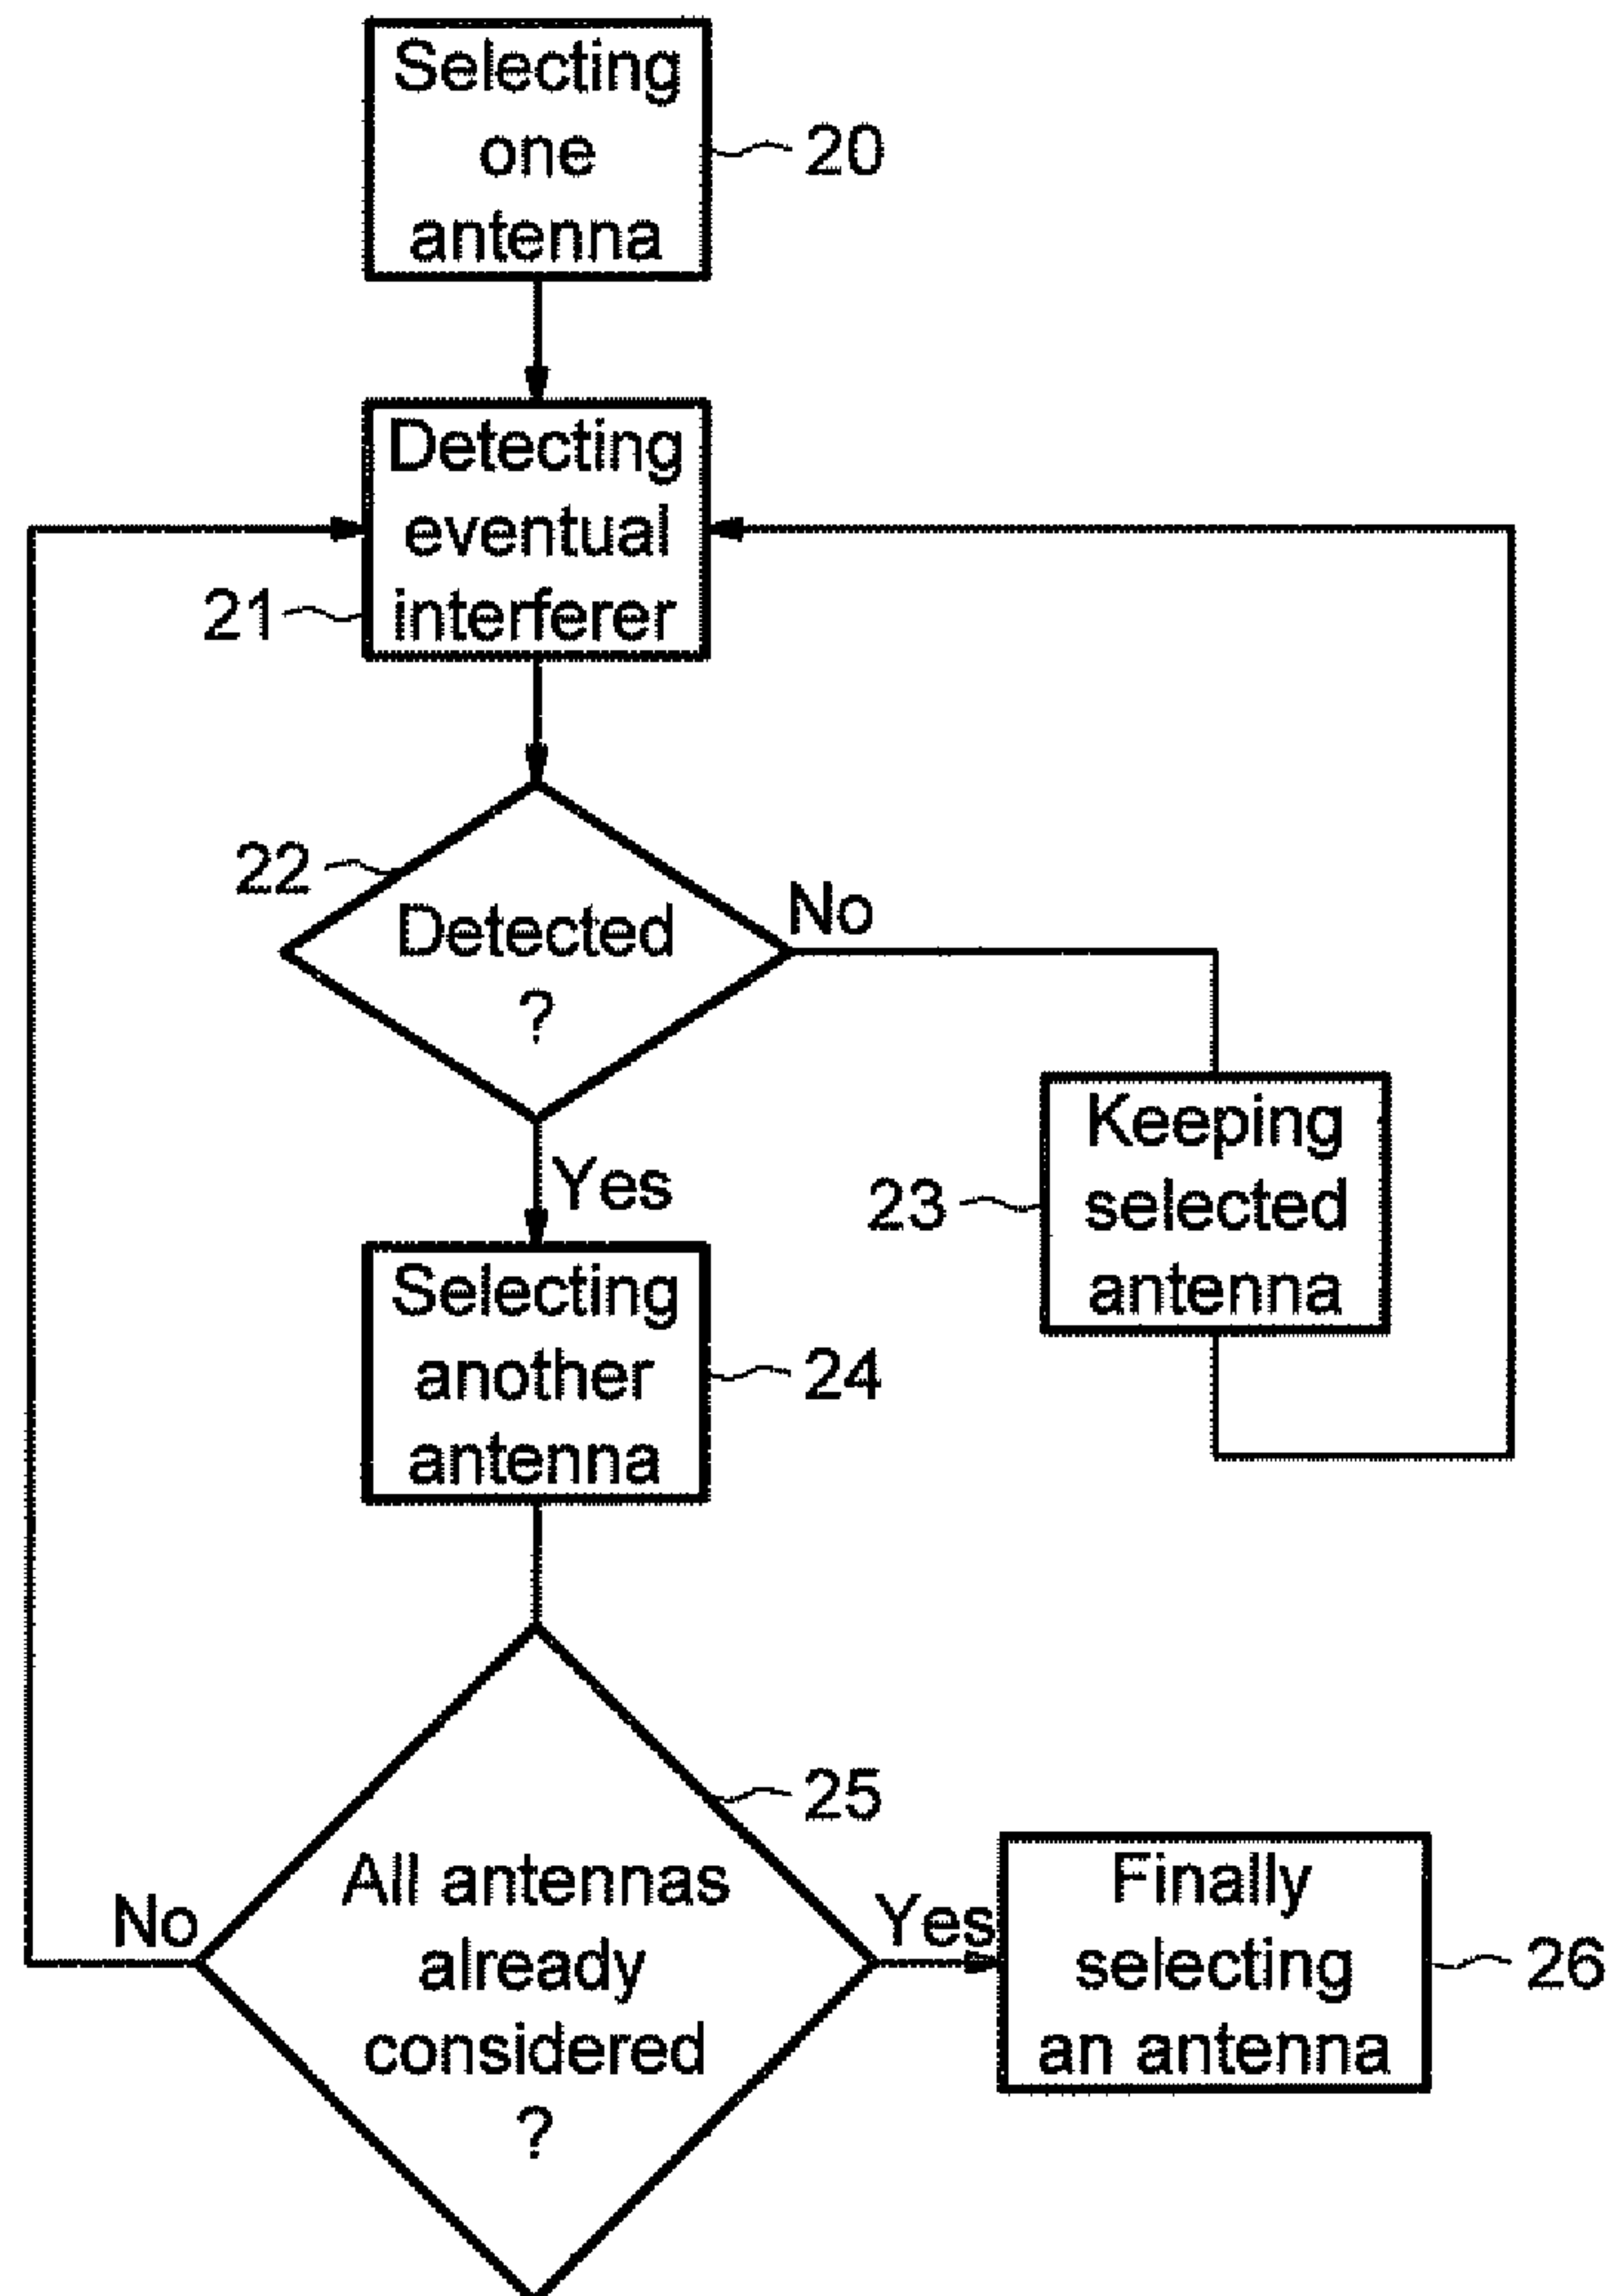 Selecting
one
antenna
20
Detecting
eventual
interferer
21
22
Detected
?
No
Yes
Keeping
selected
antenna
23
Selecting
another
antenna
24
25
All antennas
already
considered
?
No
Yes
Finally
selecting
an antenna
26